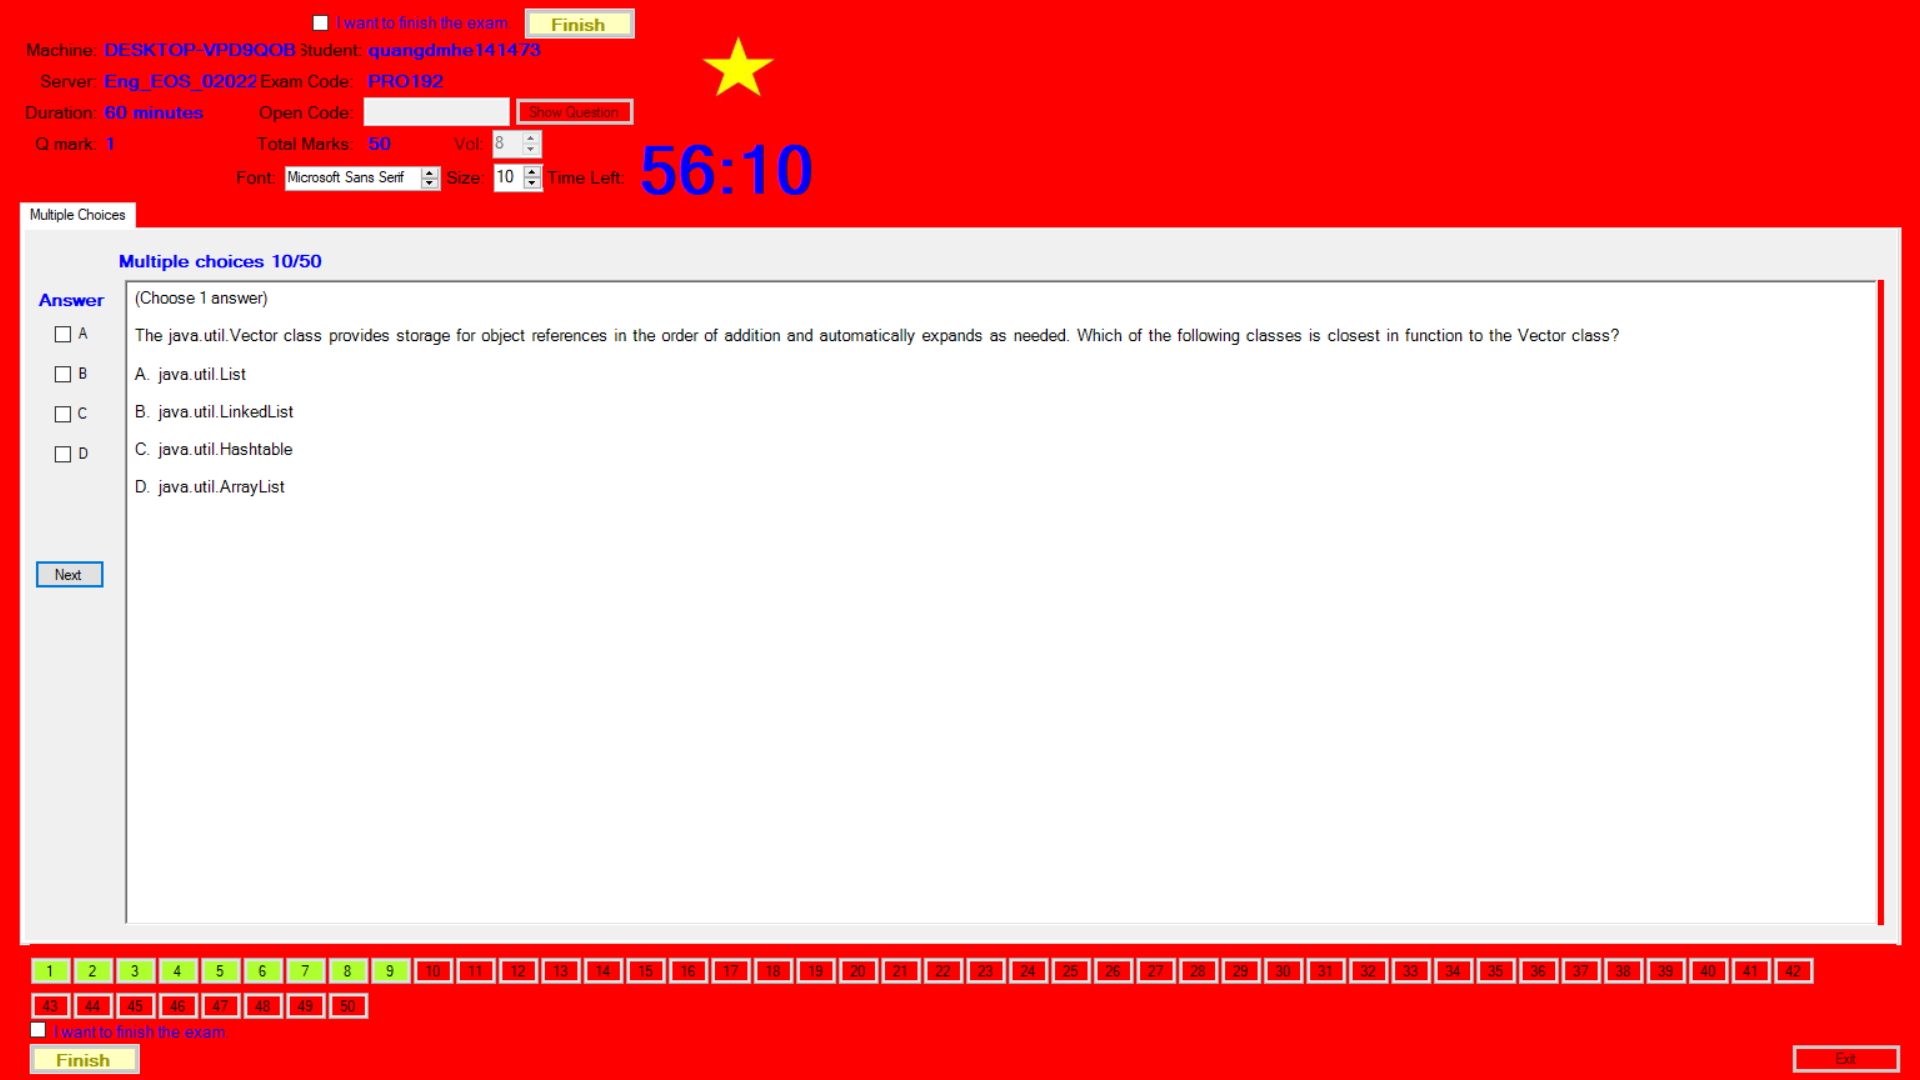 I want to finish the exam. Finish
Machine: DESKTOP-VPD9QOB Student: quangdmhe141473
Server: Eng_EOS_02022 Exam Code: PRO192
Duration: 60 minutes Open Code: Show Question
Q mark: 1 Total Marks: 50 Vol: 8
Font: Microsoft Sans Serif Size: 10 Time Left: 56:10
Multiple Choices
Multiple choices 10/50
Answer
(Choose 1 answer)
A
The java.util.Vector class provides storage for object references in the order of addition and automatically expands as needed. Which of the following classes is closest in function to the Vector class?
B
A. java.util.List
C
B. java.util.LinkedList
D
C. java.util.Hashtable
D. java.util.ArrayList
Next
1 2 3 4 5 6 7 8 9 10 11 12 13 14 15 16 17 18 19 20 21 22 23 24 25 26 27 28 29 30 31 32 33 34 35 36 37 38 39 40 41 42
43 44 45 46 47 48 49 50
I want to finish the exam.
Finish Exit